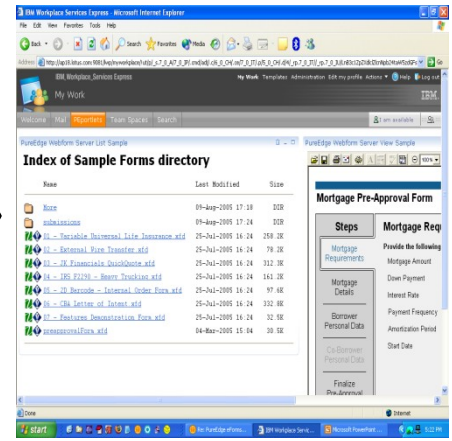 IBM Workplace Services Express - Microsoft Internet Explorer
File Edit View Favorites Tools Help
Back Search Favorites Media
Address Go
IBM Workplace Services Express My Work Templates Administration Edit my profile Actions Help Log out
My Work IBM
Welcome Mail Reporters Team Spaces Search I am available
PureEdge Webform Server List Sample
PureEdge Webform Server View Sample
Index of Sample Forms directory
100%
Name Last Modified Size
More 09-Aug-2005 17:18 DIR
submissions 09-Aug-2005 17:24 DIR
01 - Variable Universal Life Insurance.xfd 25-Jul-2005 16:24 258.2K
02 - External Wire Transfer.xfd 25-Jul-2005 16:24 78.2K
03 - JK Financials QuickQuote.xfd 25-Jul-2005 16:24 312.3K
04 - IRS F2290 - Heavy Trucking.xfd 25-Jul-2005 16:24 161.2K
05 - 2D Barcode - Internal Order Form.xfd 25-Jul-2005 16:24 97.6K
06 - CHA Letter of Intent.xfd 25-Jul-2005 16:24 332.8K
07 - Features Demonstration Form.xfd 25-Jul-2005 16:24 32.9K
preapprovalForm.xfd 04-Mar-2005 15:04 30.5K
Mortgage Pre-Approval Form
Steps
Mortgage Requirements
Mortgage Details
Borrower Personal Data
Co-Borrower Personal Data
Finalize Pre-Approval
Mortgage Requ
Provide the following
Mortgage Amount
Down Payment
Interest Rate
Payment Frequency
Amortization Period
Start Date
Done Internet
start Re: PureEdge eForms... IBM Workplace Servic... Microsoft PowerPoint ... 5:22 PM